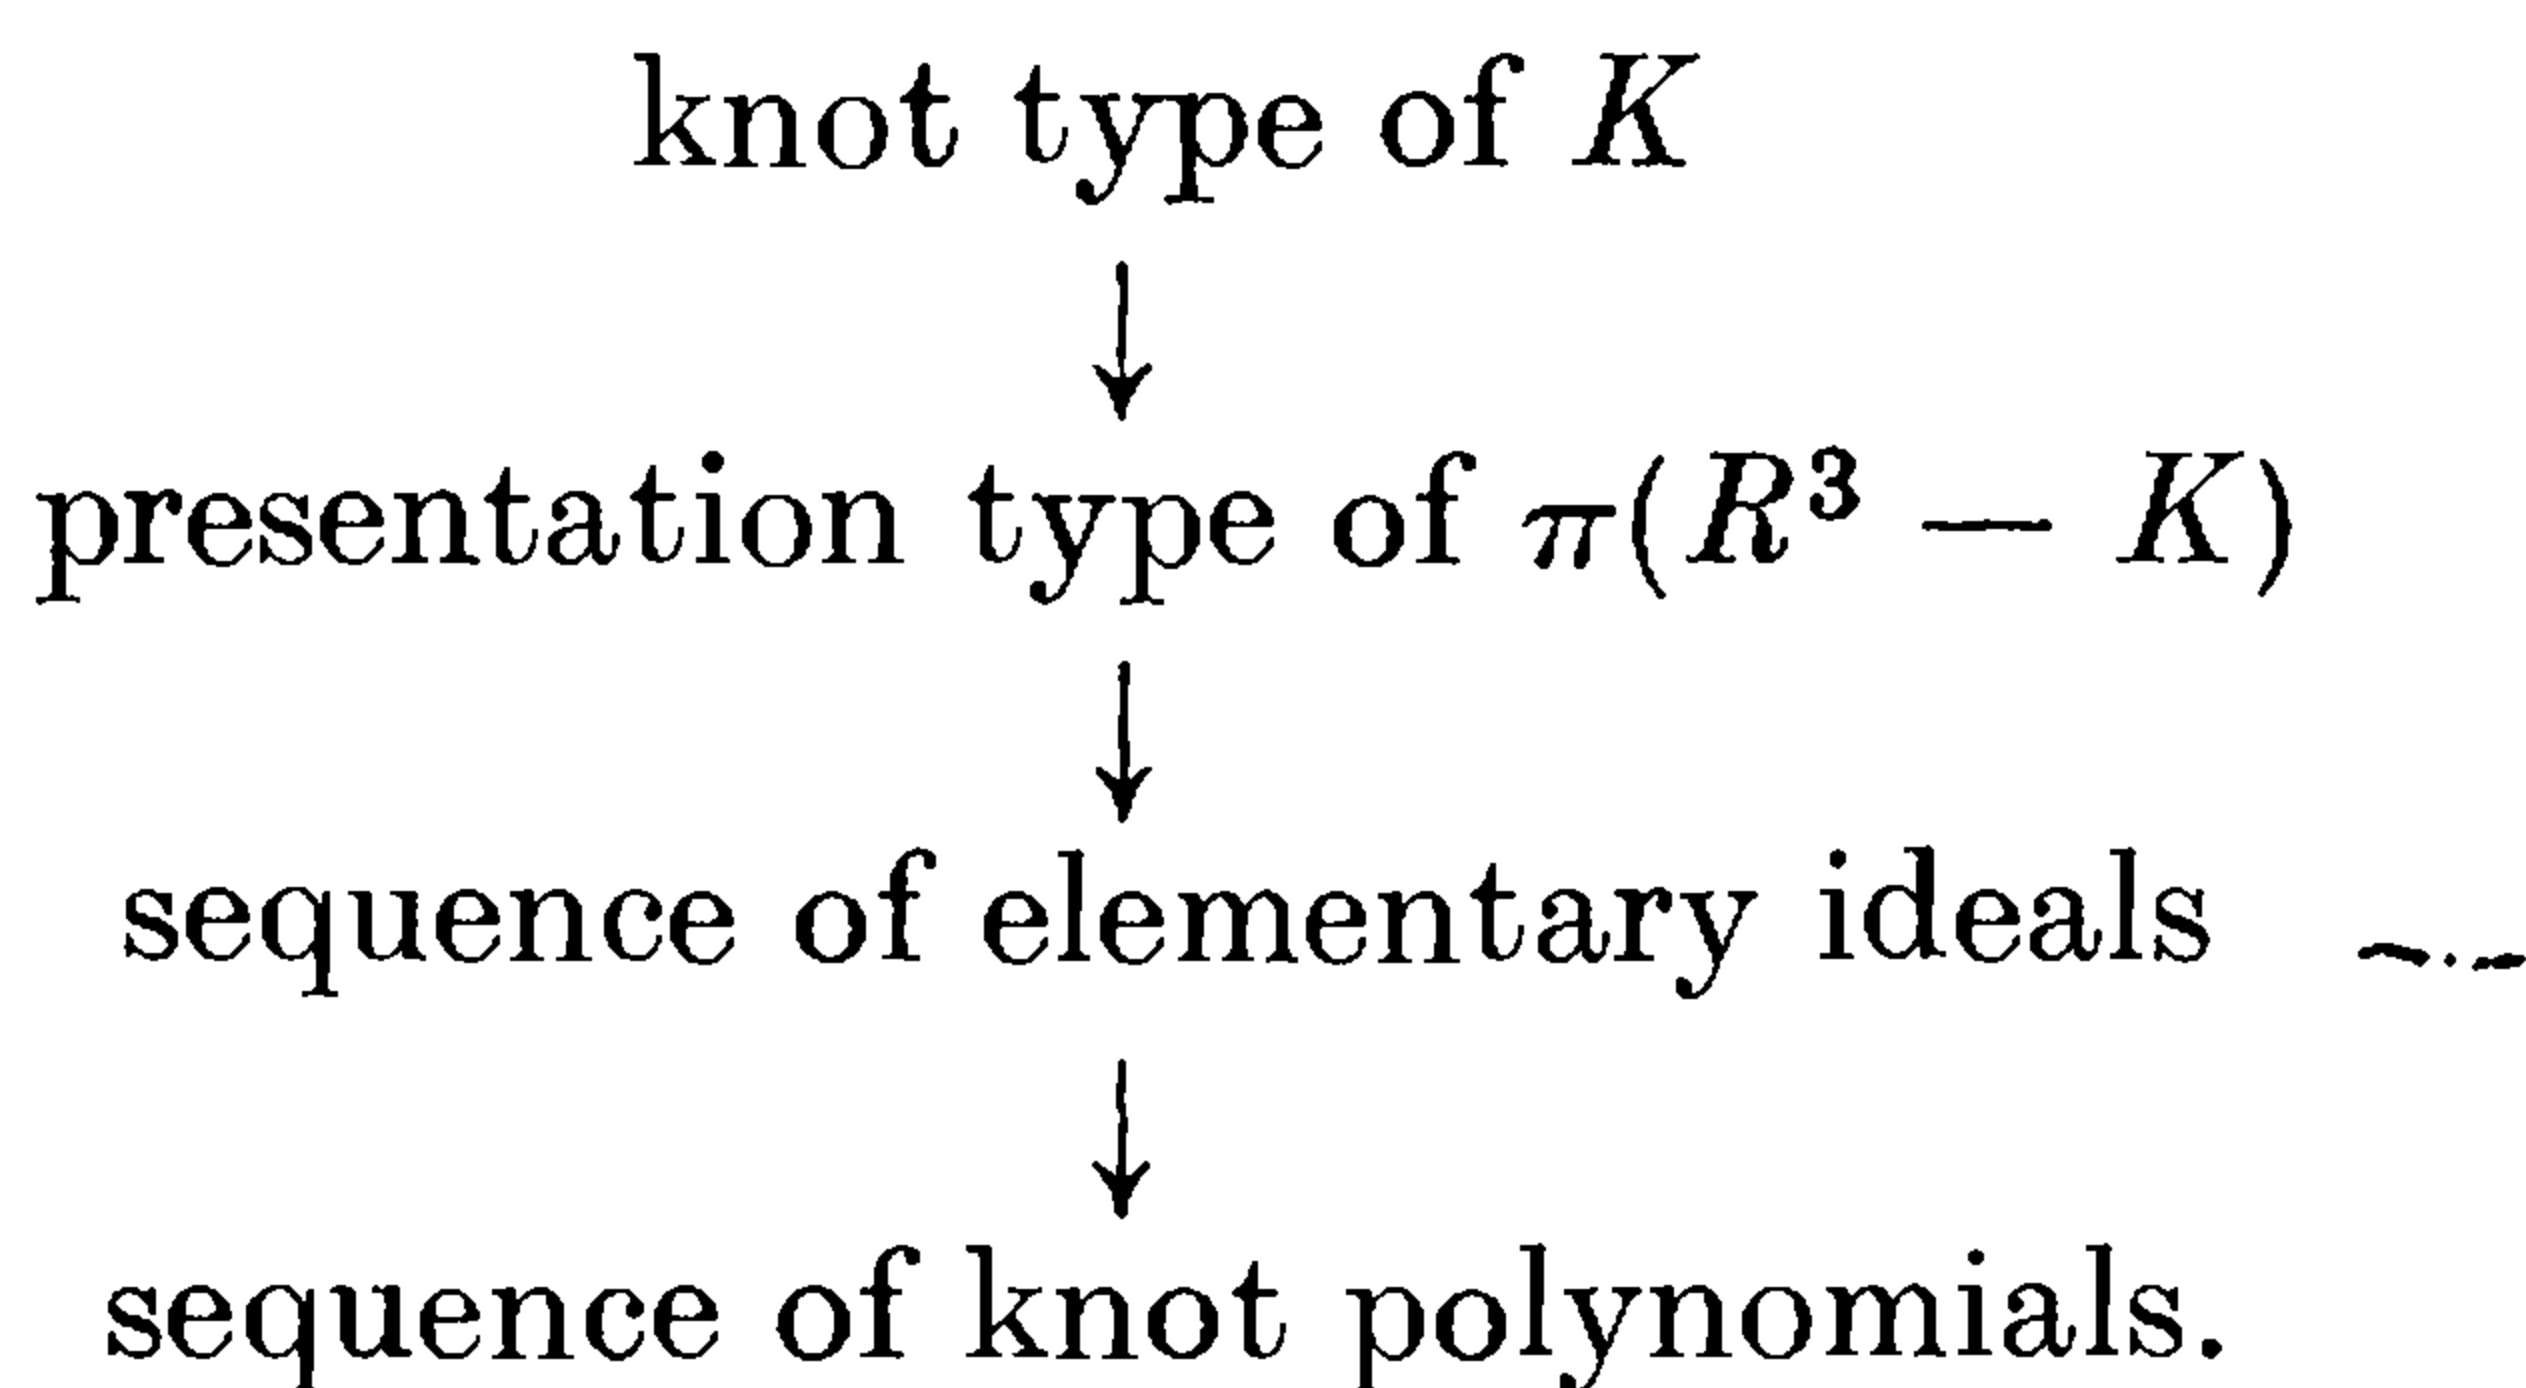 knot type of K
presentation type of π(R³ — K)
sequence of elementary ideals
sequence of knot polynomials.